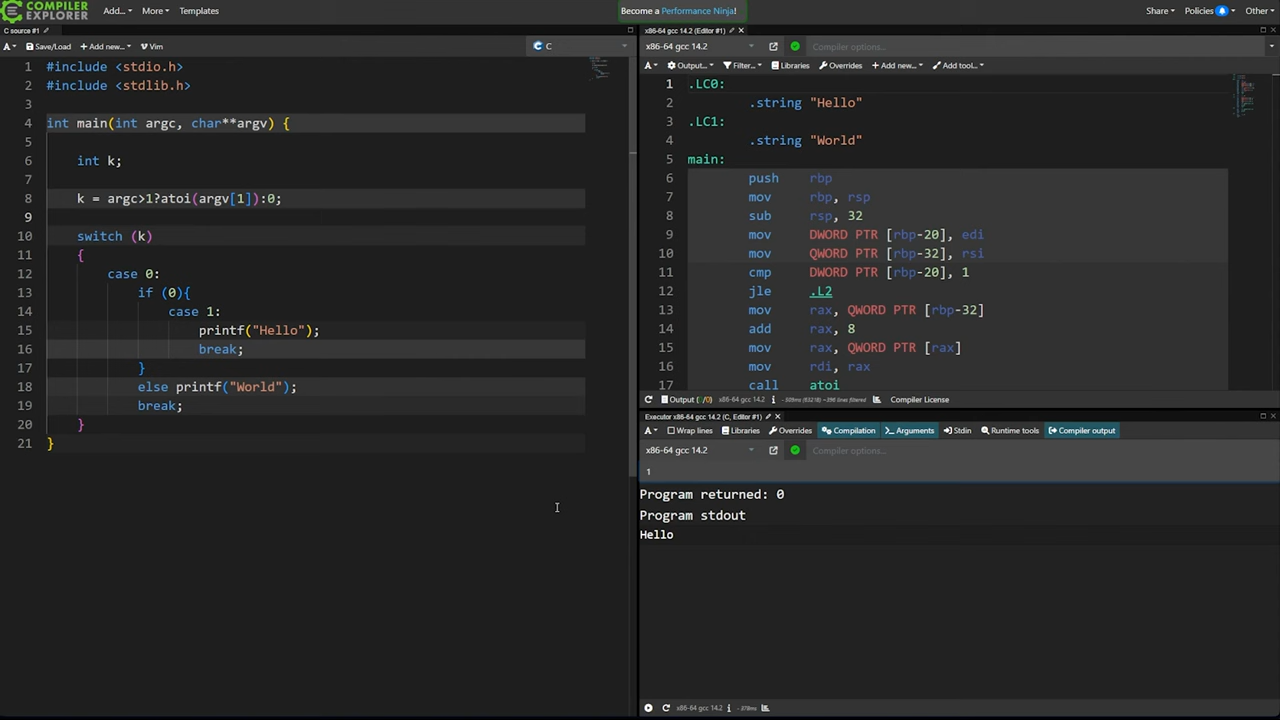 COMPILER EXPLORER
Add... More Templates
Become a Performance Ninja!
Share Policies Other
C source #1
A Save/Load + Add new... Vim
C
1 #include <stdio.h>
2 #include <stdlib.h>
3
4 int main(int argc, char**argv) {
5
6 int k;
7
8 k = argc>1?atoi(argv[1]):0;
9
10 switch (k)
11 {
12 case 0:
13 if (0){
14 case 1:
15 printf("Hello");
16 break;
17 }
18 else printf("World");
19 break;
20 }
21 }
x86-64 gcc 14.2 (Editor #1)
x86-64 gcc 14.2
Compiler options...
A Output... Filter... Libraries Overrides + Add new... Add tool...
1 .LC0:
2 .string "Hello"
3 .LC1:
4 .string "World"
5 main:
6 push rbp
7 mov rbp, rsp
8 sub rsp, 32
9 mov DWORD PTR [rbp-20], edi
10 mov QWORD PTR [rbp-32], rsi
11 cmp DWORD PTR [rbp-20], 1
12 jle .L2
13 mov rax, QWORD PTR [rbp-32]
14 add rax, 8
15 mov rax, QWORD PTR [rax]
16 mov rdi, rax
17 call atoi
Output (0/0) x86-64 gcc 14.2 Compiler License
Executor x86-64 gcc 14.2 (C, Editor #1)
A Wrap lines Libraries Overrides Compilation Arguments Stdin Runtime tools Compiler output
x86-64 gcc 14.2
Compiler options...
1
Program returned: 0
Program stdout
Hello
x86-64 gcc 14.2